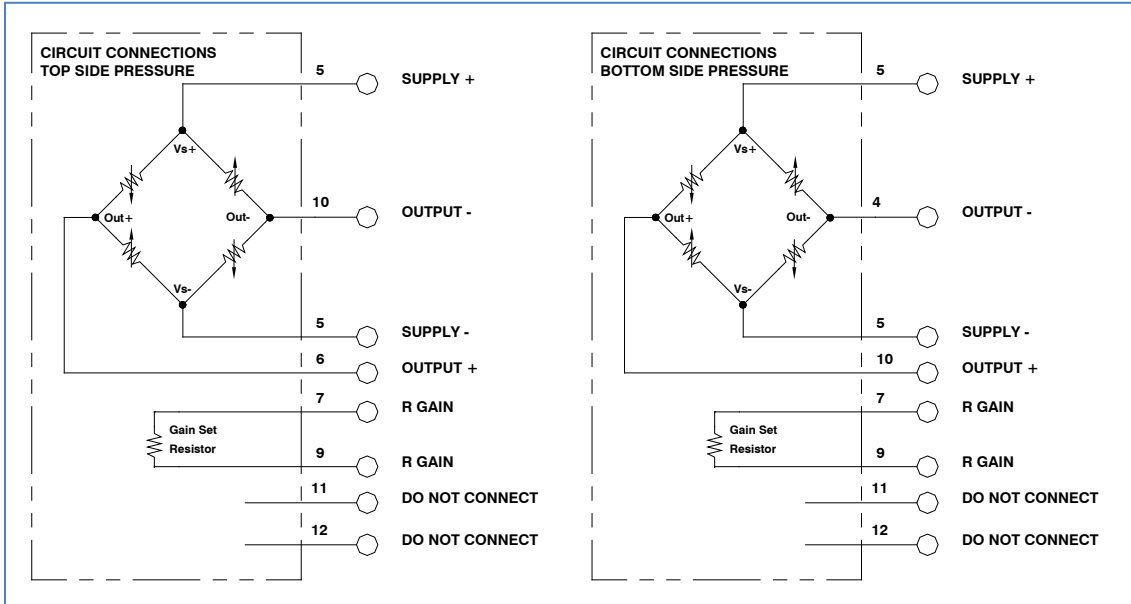 CIRCUIT CONNECTIONS
TOP SIDE PRESSURE
5
SUPPLY +
Vs+
Out+
Out-
10
OUTPUT -
Vs-
5
SUPPLY -
6
OUTPUT +
7
R GAIN
Gain Set
Resistor
9
R GAIN
11
DO NOT CONNECT
12
DO NOT CONNECT
CIRCUIT CONNECTIONS
BOTTOM SIDE PRESSURE
5
SUPPLY +
Vs+
Out+
Out-
4
OUTPUT -
Vs-
5
SUPPLY -
10
OUTPUT +
7
R GAIN
Gain Set
Resistor
9
R GAIN
11
DO NOT CONNECT
12
DO NOT CONNECT